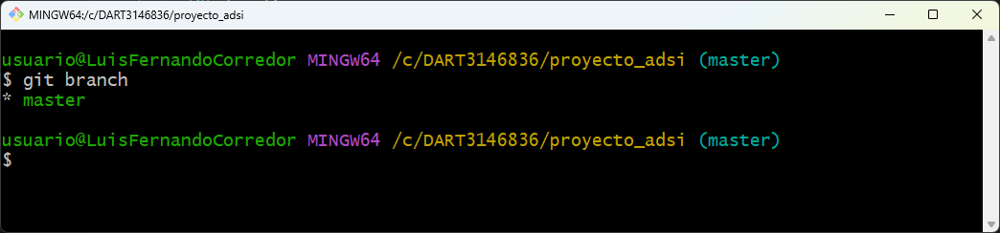 MINGW64:/c/DART3146836/proyecto_adsi
usuario@LuisFernandoCorredor MINGW64 /c/DART3146836/proyecto_adsi (master)
$ git branch
* master
usuario@LuisFernandoCorredor MINGW64 /c/DART3146836/proyecto_adsi (master)
$